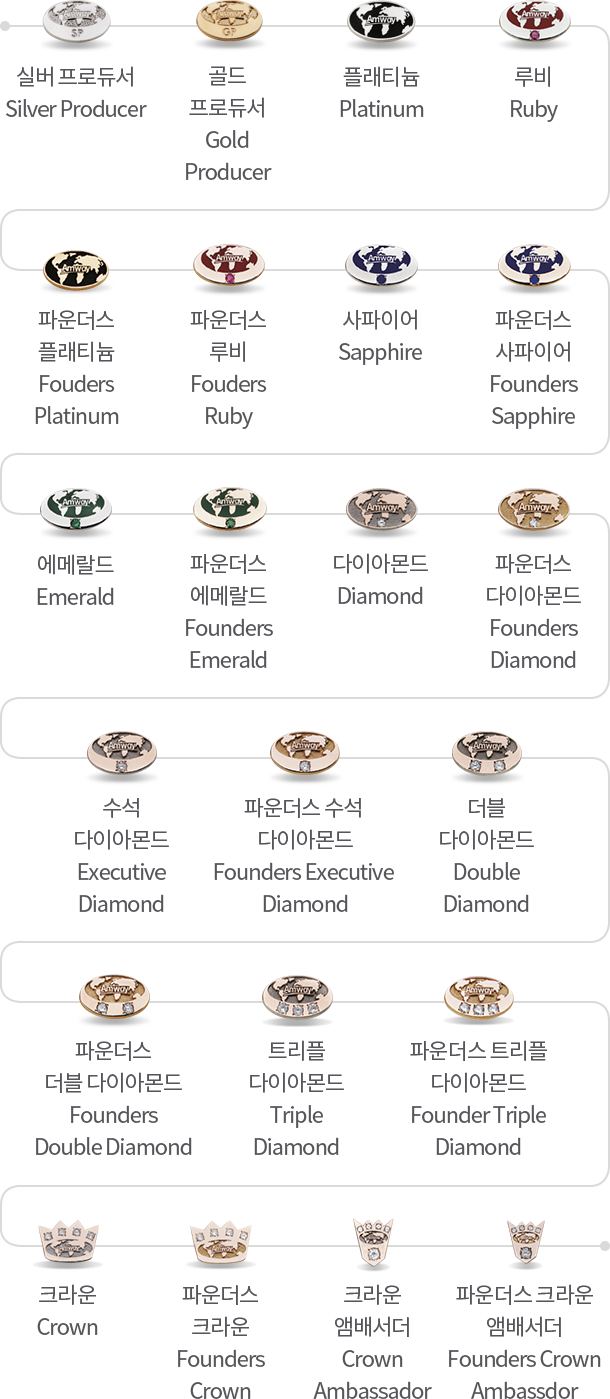 Amway
SP
Amway
GP
Amway
Amway
실버 프로듀서
Silver Producer
골드
프로듀서
Gold
Producer
플래티늄
Platinum
루비
Ruby
Amway
Amway
Amway
Amway
파운더스
플래티늄
Fouders
Platinum
파운더스
루비
Fouders
Ruby
사파이어
Sapphire
파운더스
사파이어
Founders
Sapphire
Amway
Amway
Amway
Amway
에메랄드
Emerald
파운더스
에메랄드
Founders
Emerald
다이아몬드
Diamond
파운더스
다이아몬드
Founders
Diamond
Amway
Amway
Amway
수석
다이아몬드
Executive
Diamond
파운더스 수석
다이아몬드
Founders Executive
Diamond
더블
다이아몬드
Double
Diamond
Amway
Amway
Amway
파운더스
더블 다이아몬드
Founders
Double Diamond
트리플
다이아몬드
Triple
Diamond
파운더스 트리플
다이아몬드
Founder Triple
Diamond
Amway
Amway
크라운
Crown
파운더스
크라운
Founders
Crown
크라운
앰배서더
Crown
Ambassador
파운더스 크라운
앰배서더
Founders Crown
Ambassdor